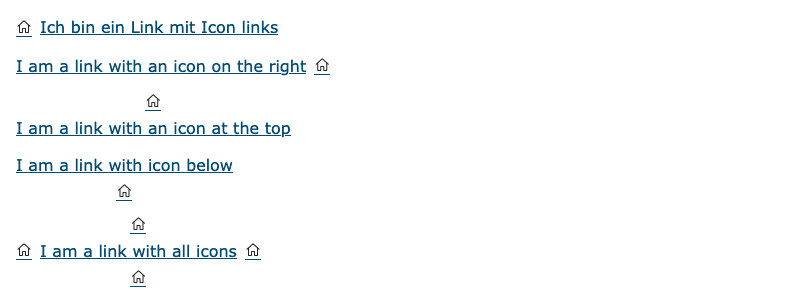 Ich bin ein Link mit Icon links
I am a link with an icon on the right
I am a link with an icon at the top
I am a link with icon below
I am a link with all icons